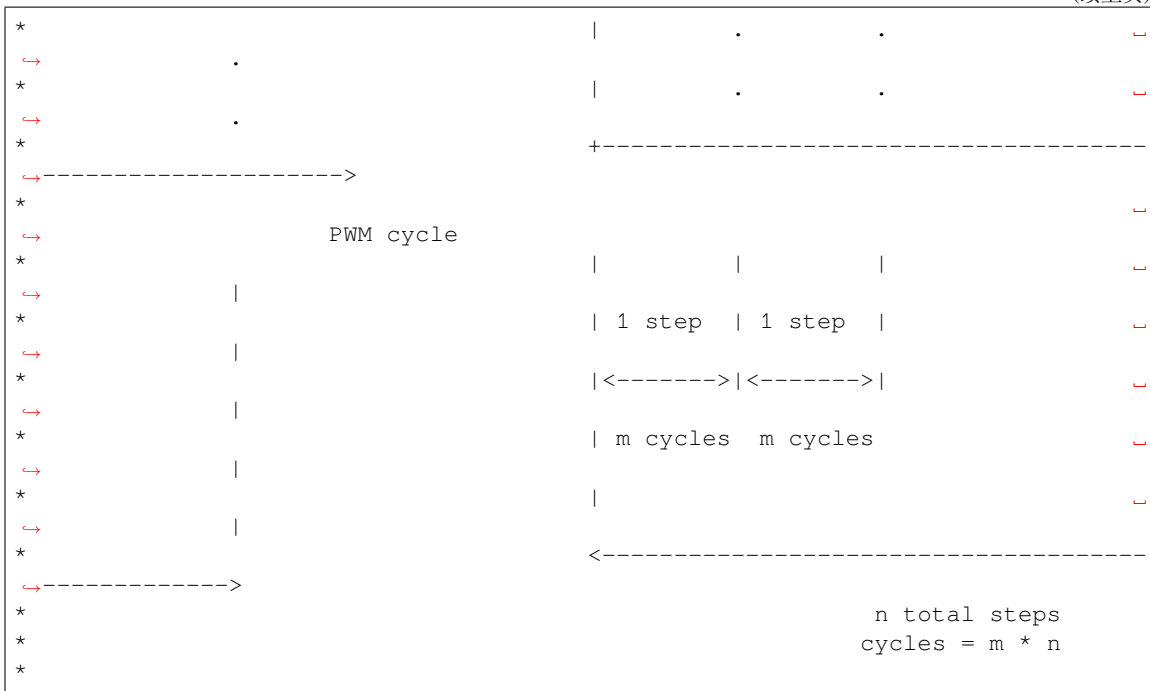 *                                       |         .         .                 ␣
↪             .
*                                       |         .         .                 ␣
↪             .
*                                       +--------------------------------------
↪--------------------->
*                                                                             ␣
↪                    PWM cycle
*                                       |         |         |                 ␣
↪             |
*                                       | 1 step  | 1 step  |                 ␣
↪             |
*                                       |<------->|<------->|                 ␣
↪             |
*                                       | m cycles  m cycles                  ␣
↪             |
*                                       |                                     ␣
↪             |
*                                       <--------------------------------------
↪------------->
*                                                           n total steps
*                                                          cycles = m * n
*